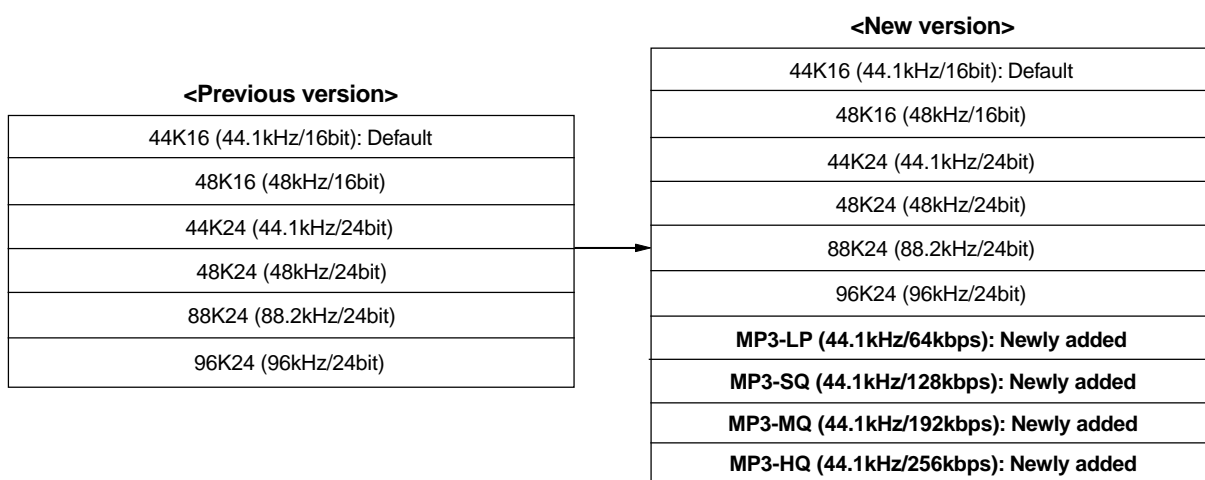 <Previous version>
44K16 (44.1kHz/16bit): Default
48K16 (48kHz/16bit)
44K24 (44.1kHz/24bit)
48K24 (48kHz/24bit)
88K24 (88.2kHz/24bit)
96K24 (96kHz/24bit)
<New version>
44K16 (44.1kHz/16bit): Default
48K16 (48kHz/16bit)
44K24 (44.1kHz/24bit)
48K24 (48kHz/24bit)
88K24 (88.2kHz/24bit)
96K24 (96kHz/24bit)
MP3-LP (44.1kHz/64kbps): Newly added
MP3-SQ (44.1kHz/128kbps): Newly added
MP3-MQ (44.1kHz/192kbps): Newly added
MP3-HQ (44.1kHz/256kbps): Newly added